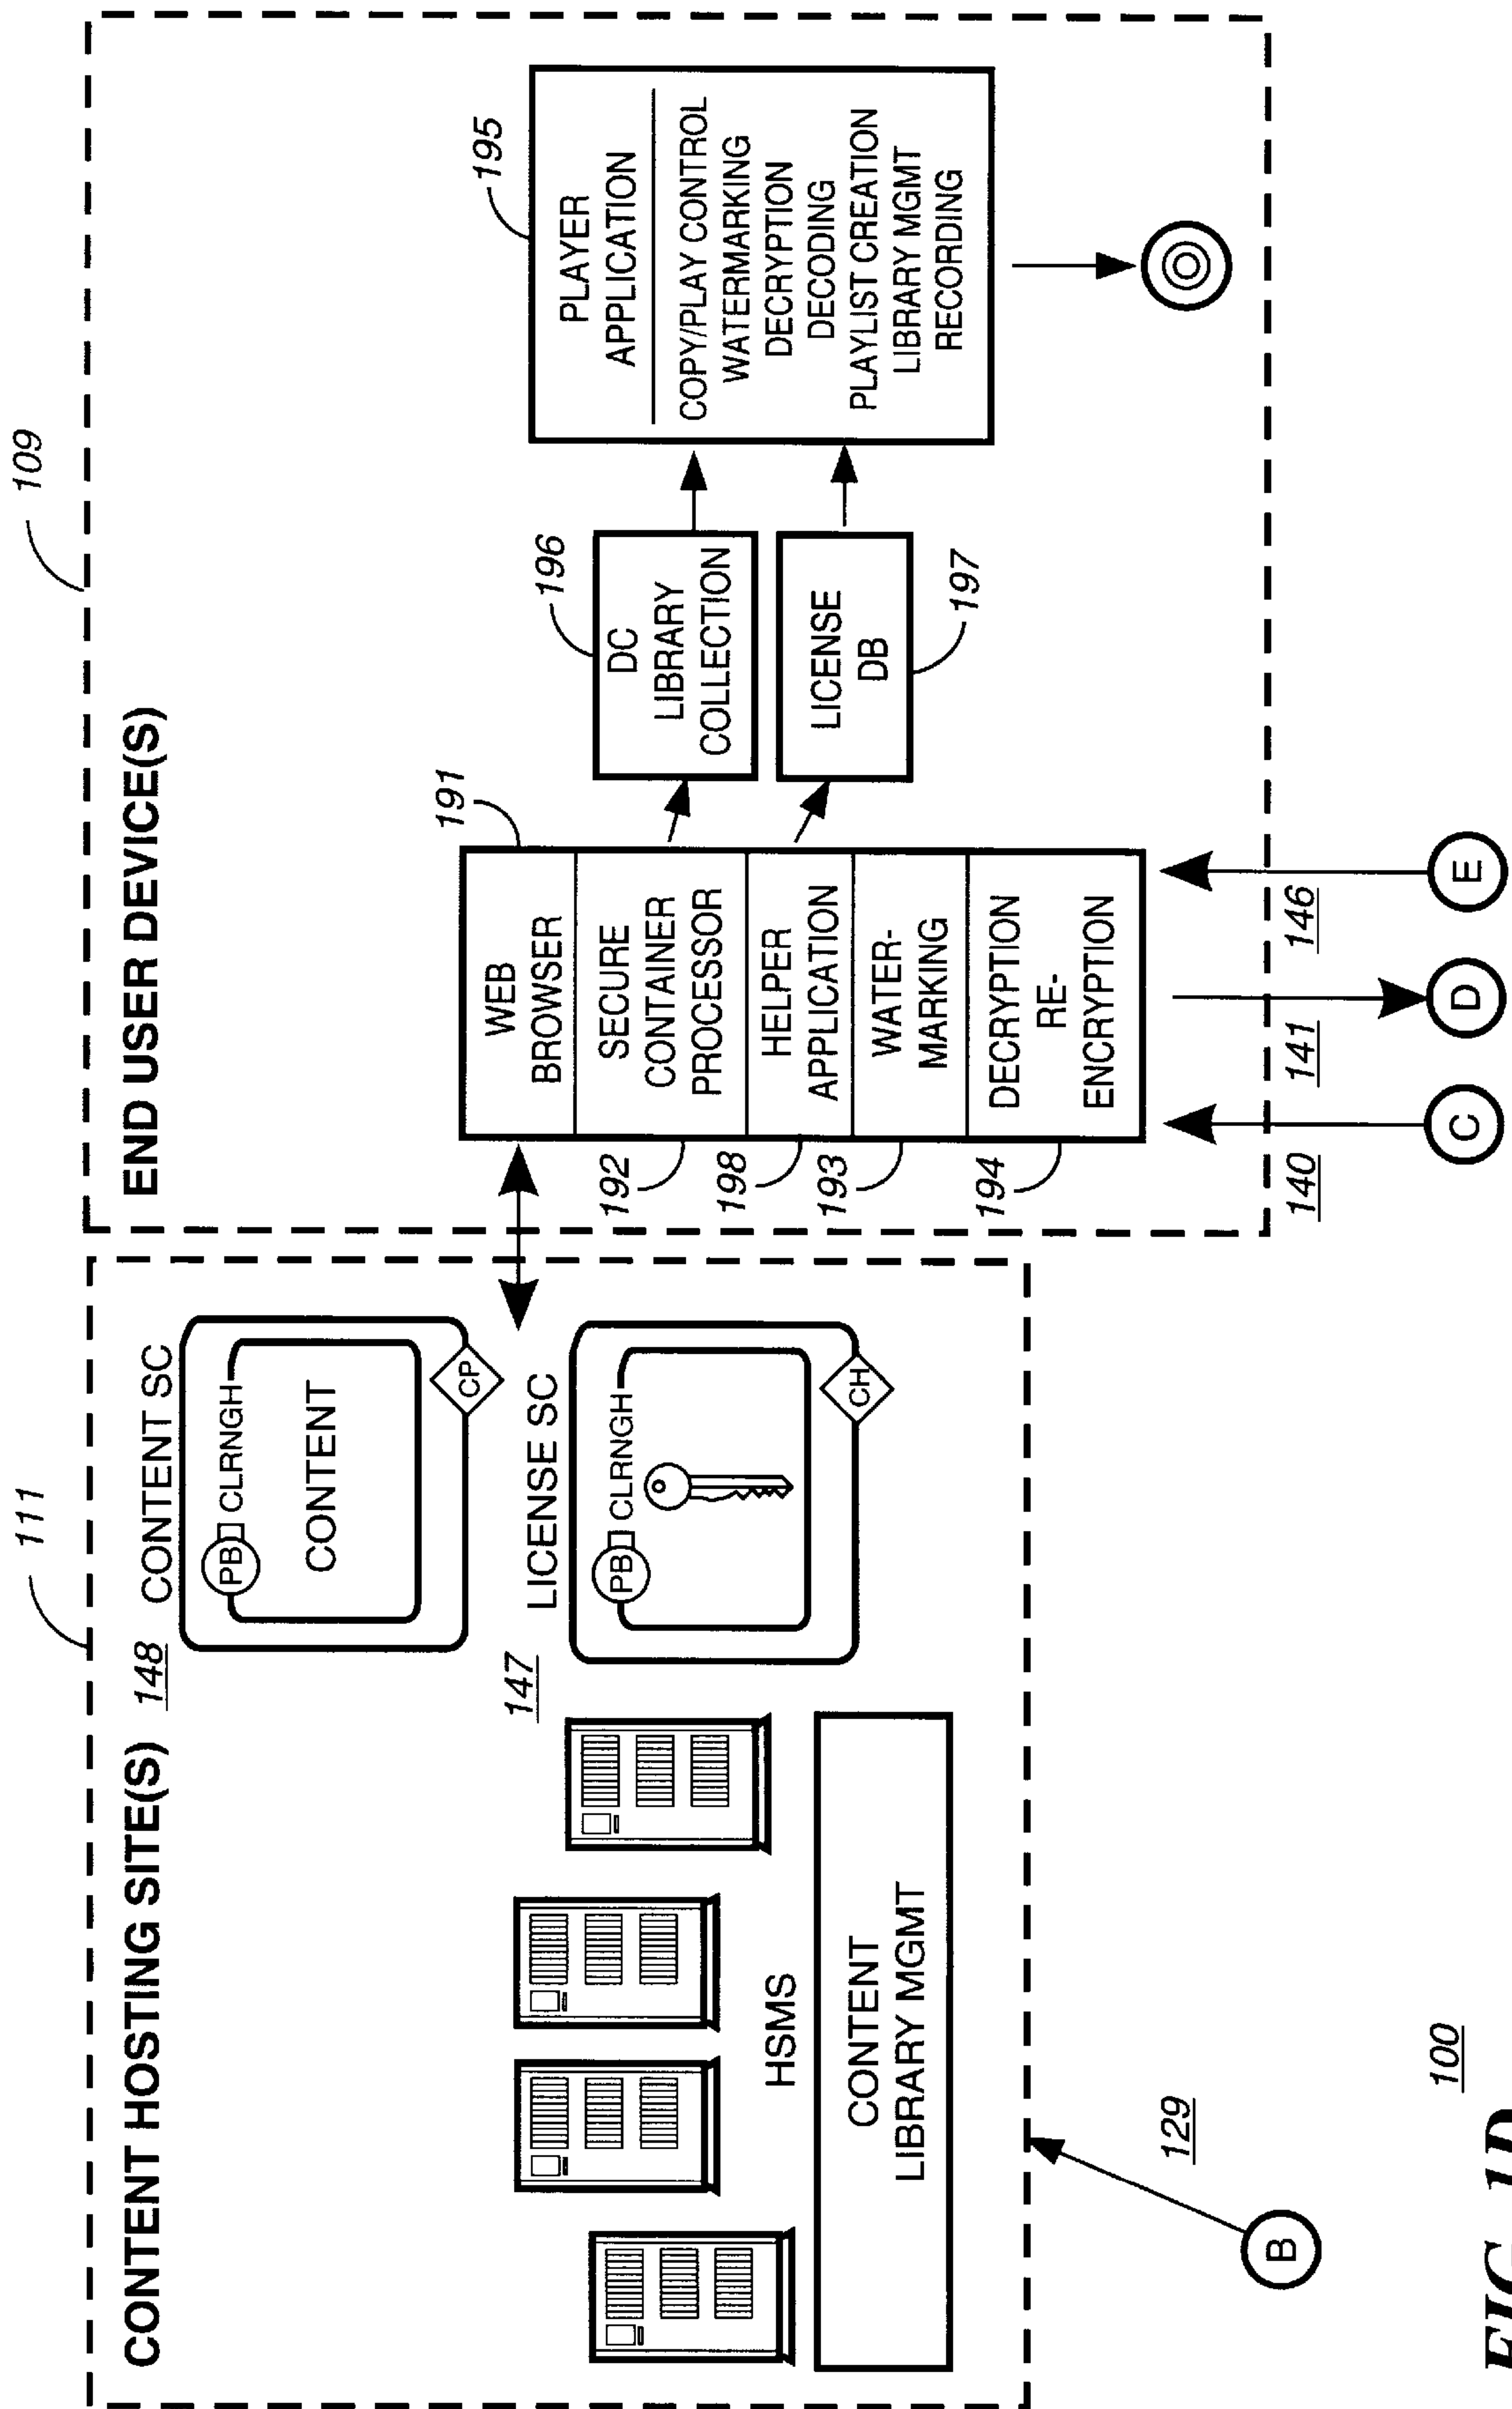 111
109
CONTENT HOSTING SITE(S)
148
CONTENT SC
PB
CLRNGH
CONTENT
CP
147
LICENSE SC
PB
CLRNGH
CH
HSMS
CONTENT
LIBRARY MGMT
129
B
END USER DEVICE(S)
191
WEB
BROWSER
192
SECURE
CONTAINER
PROCESSOR
198
HELPER
APPLICATION
193
WATER-
MARKING
194
DECRYPTION
RE-
ENCRYPTION
196
DC
LIBRARY
COLLECTION
LICENSE
DB
197
195
PLAYER
APPLICATION
COPY/PLAY CONTROL
WATERMARKING
DECRYPTION
DECODING
PLAYLIST CREATION
LIBRARY MGMT
RECORDING
140
141
146
C
D
E
100
FIG. 1D